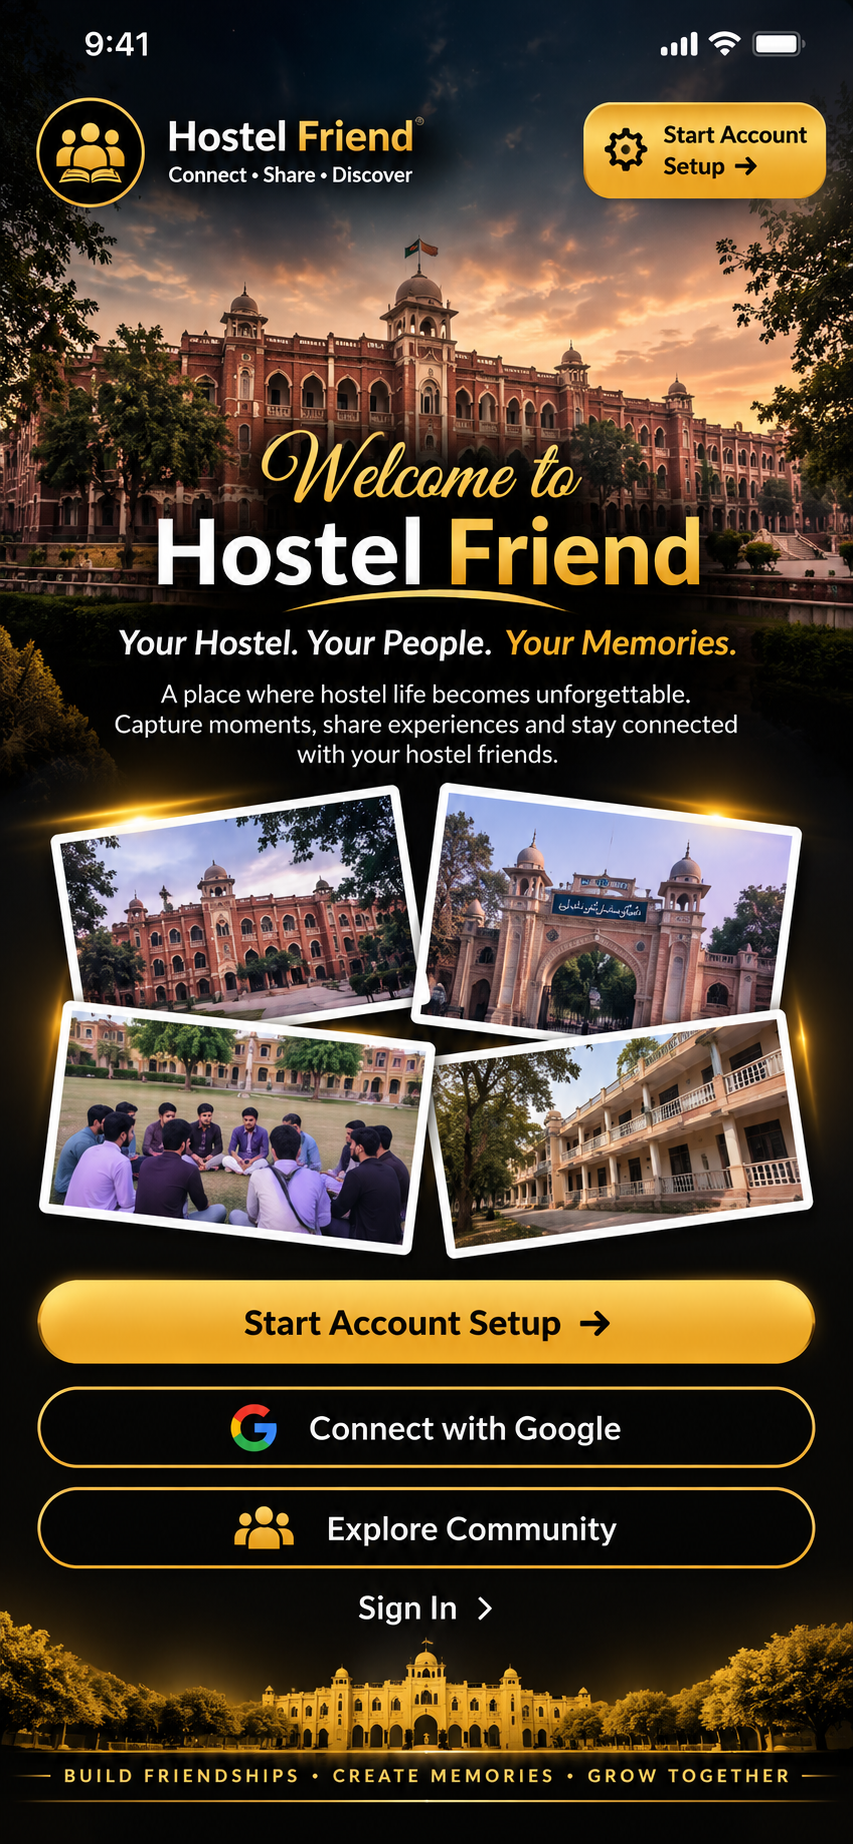 9:41
Hostel Friend
Connect • Share • Discover
Start Account
Setup →
Welcome to
Hostel Friend
Your Hostel. Your People. Your Memories.
A place where hostel life becomes unforgettable.
Capture moments, share experiences and stay connected
with your hostel friends.
Start Account Setup →
Connect with Google
Explore Community
Sign In >
BUILD FRIENDSHIPS • CREATE MEMORIES • GROW TOGETHER